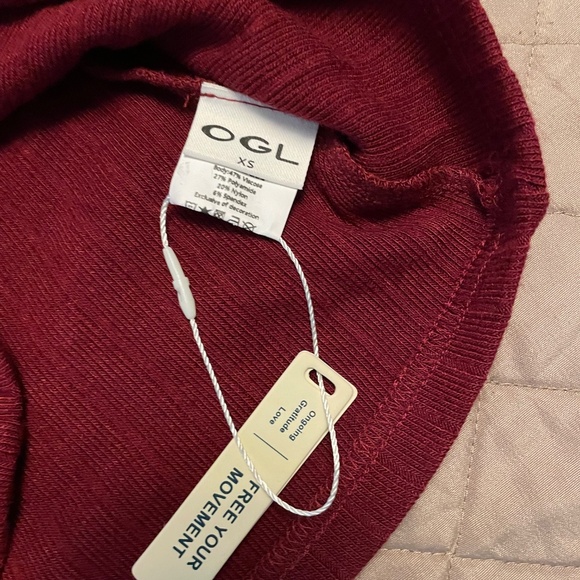 OGL
XS
Body:47% Viscose
27% Polyamide
20% Nylon
6% Spandex
Exclusive of decoration
Ongoing
Gratitude
Love
FREE YOUR
MOVEMENT